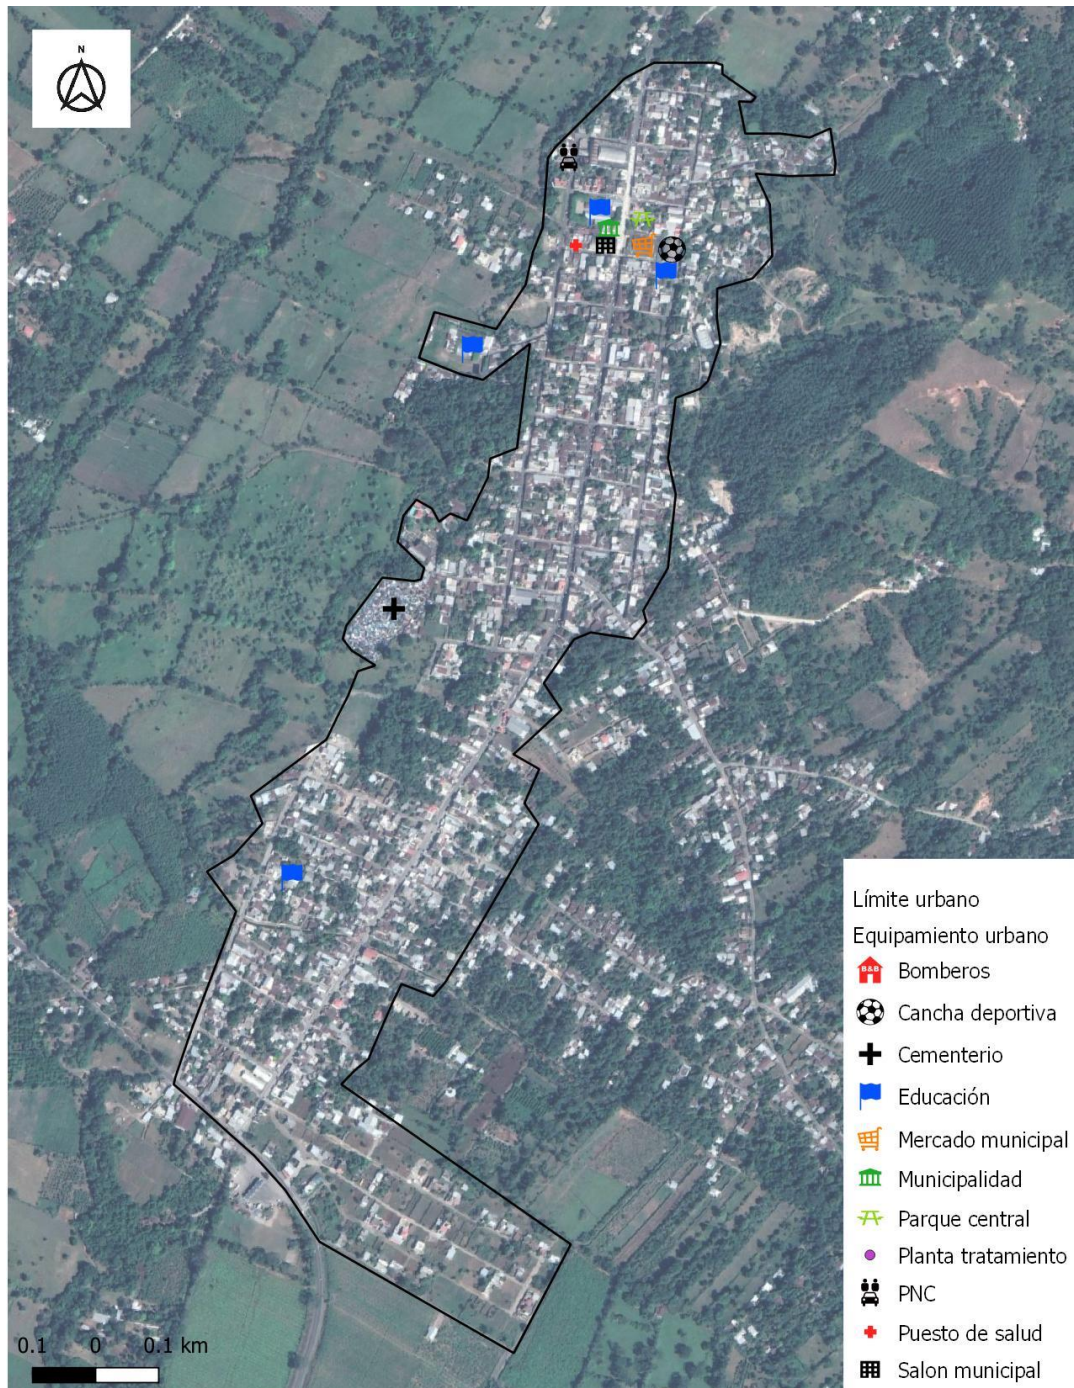 N
Límite urbano
Equipamiento urbano
B&B
Bomberos
Cancha deportiva
Cementerio
Educación
Mercado municipal
Municipalidad
Parque central
Planta tratamiento
PNC
Puesto de salud
Salon municipal
0.1 0 0.1 km